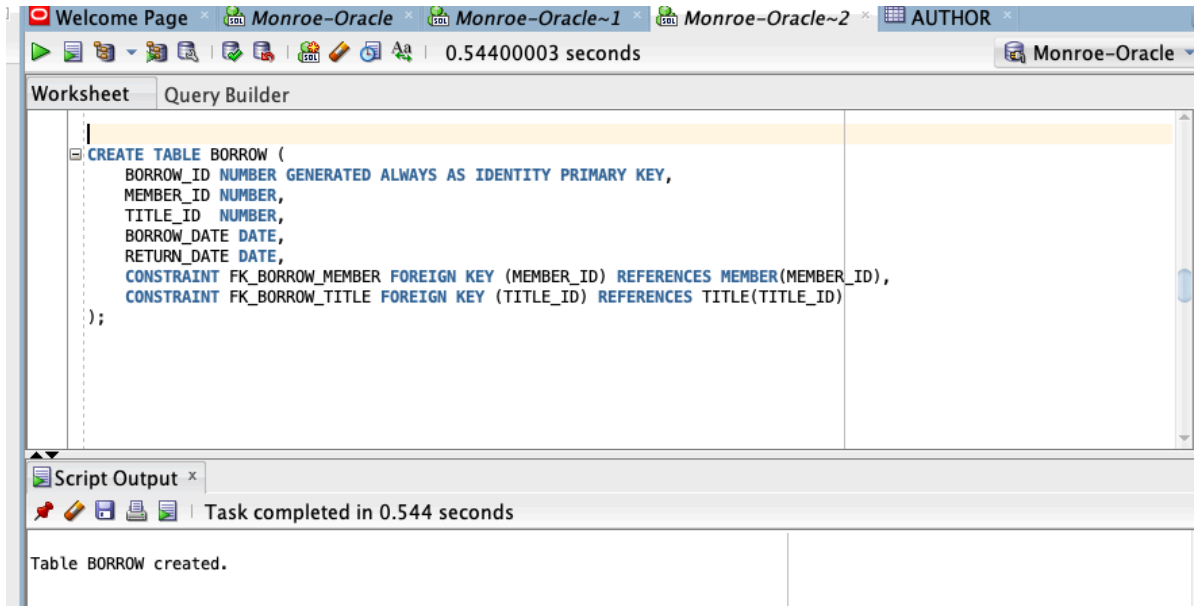 Welcome Page Monroe-Oracle Monroe-Oracle~1 Monroe-Oracle~2 AUTHOR
0.54400003 seconds Monroe-Oracle
Worksheet Query Builder
CREATE TABLE BORROW (
BORROW_ID NUMBER GENERATED ALWAYS AS IDENTITY PRIMARY KEY,
MEMBER_ID NUMBER,
TITLE_ID  NUMBER,
BORROW_DATE DATE,
RETURN_DATE DATE,
CONSTRAINT FK_BORROW_MEMBER FOREIGN KEY (MEMBER_ID) REFERENCES MEMBER(MEMBER_ID),
CONSTRAINT FK_BORROW_TITLE FOREIGN KEY (TITLE_ID) REFERENCES TITLE(TITLE_ID)
);
Script Output
Task completed in 0.544 seconds
Table BORROW created.